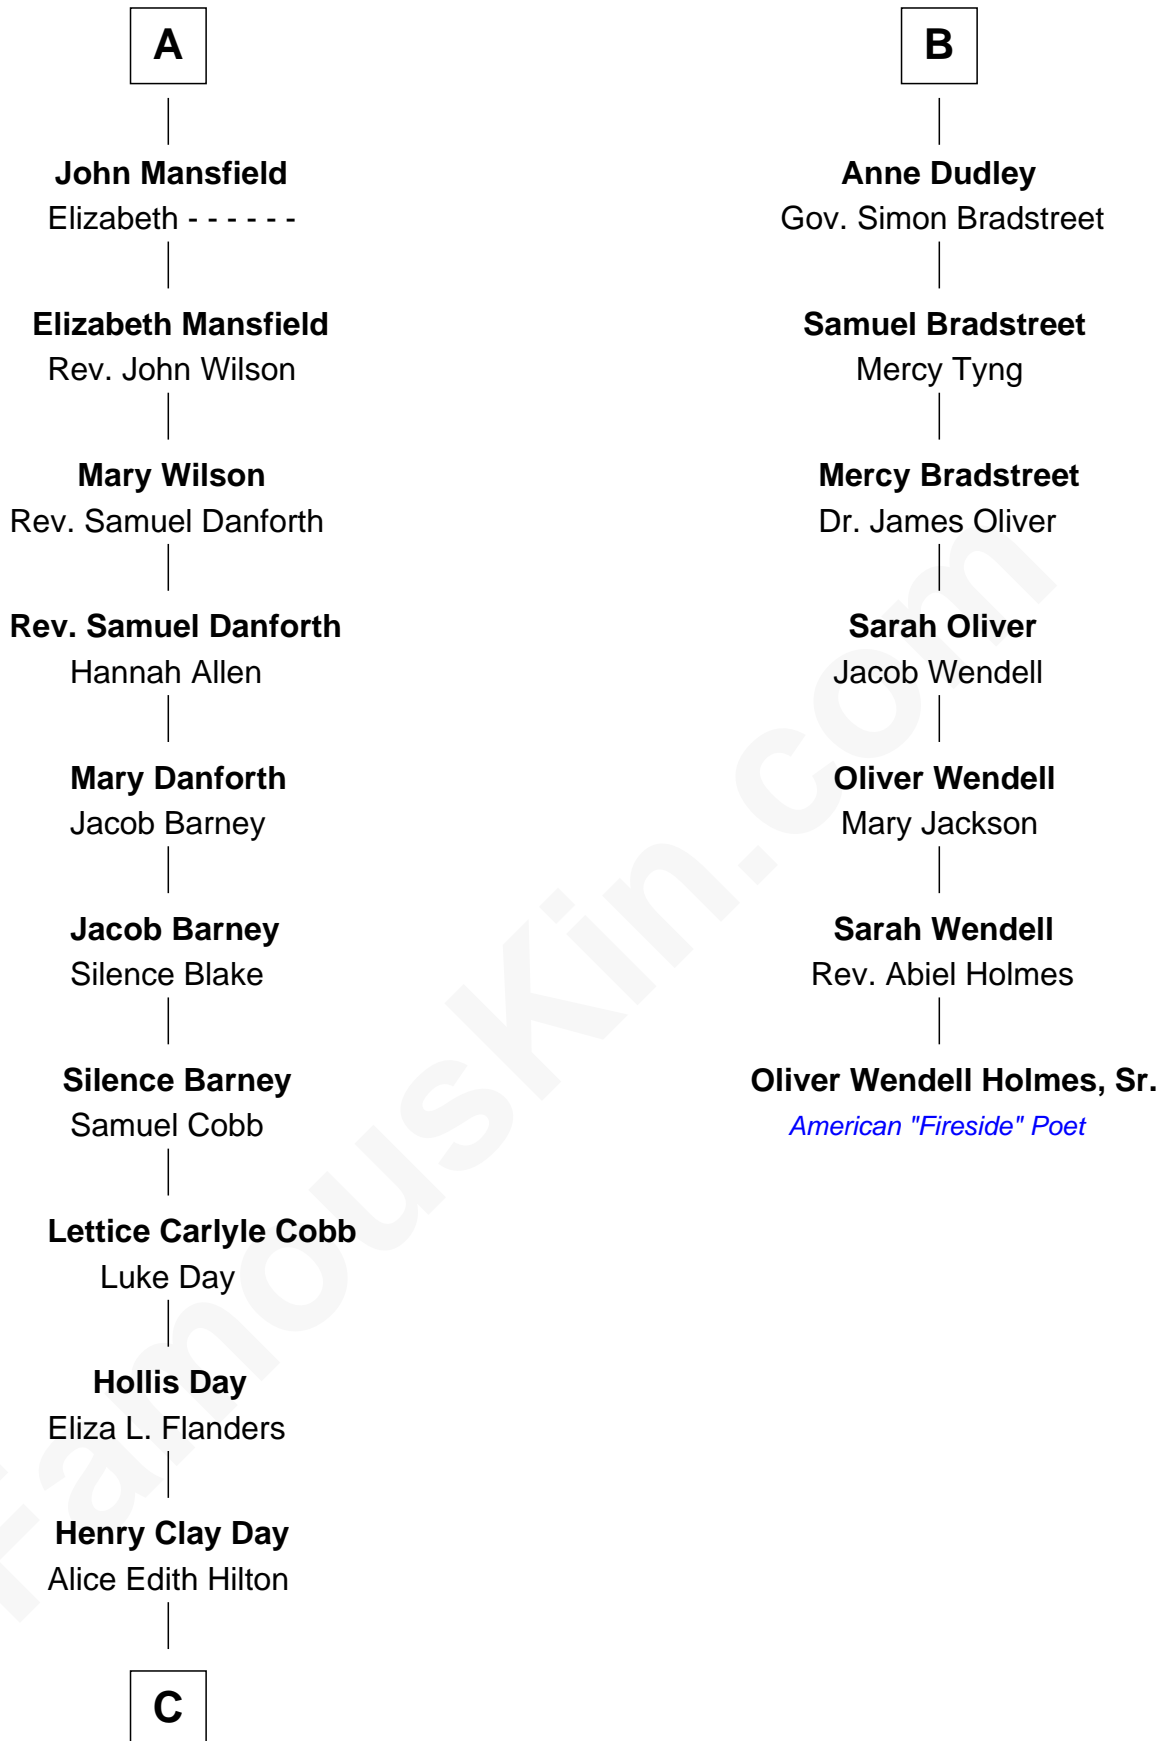 A
John Mansfield
Elizabeth - - - - - -
Elizabeth Mansfield
Rev. John Wilson
Mary Wilson
Rev. Samuel Danforth
Rev. Samuel Danforth
Hannah Allen
Mary Danforth
Jacob Barney
Jacob Barney
Silence Blake
Silence Barney
Samuel Cobb
Lettice Carlyle Cobb
Luke Day
Hollis Day
Eliza L. Flanders
Henry Clay Day
Alice Edith Hilton
C
B
Anne Dudley
Gov. Simon Bradstreet
Samuel Bradstreet
Mercy Tyng
Mercy Bradstreet
Dr. James Oliver
Sarah Oliver
Jacob Wendell
Oliver Wendell
Mary Jackson
Sarah Wendell
Rev. Abiel Holmes
Oliver Wendell Holmes, Sr.
American "Fireside" Poet
FamousKin.com